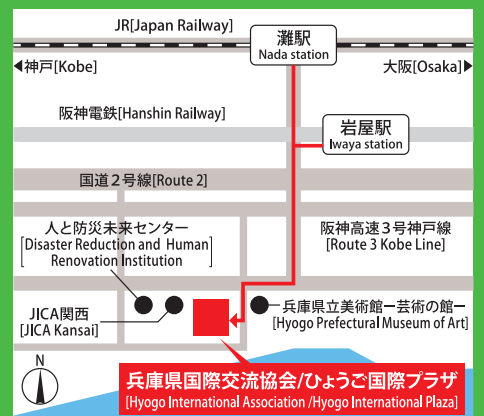 JR[Japan Railway]
灘駅
Nada station
◀神戸[Kobe]
大阪[Osaka]▶
阪神電鉄[Hanshin Railway]
岩屋駅
Iwaya station
国道2号線[Route 2]
人と防災未来センター
[Disaster Reduction and Human
Renovation Institution]
阪神高速3号神戸線
[Route 3 Kobe Line]
JICA関西
[JICA Kansai]
兵庫県立美術館ー芸術の館ー
[Hyogo Prefectural Museum of Art]
N
兵庫県国際交流協会/ひょうご国際プラザ
[Hyogo International Association /Hyogo International Plaza]